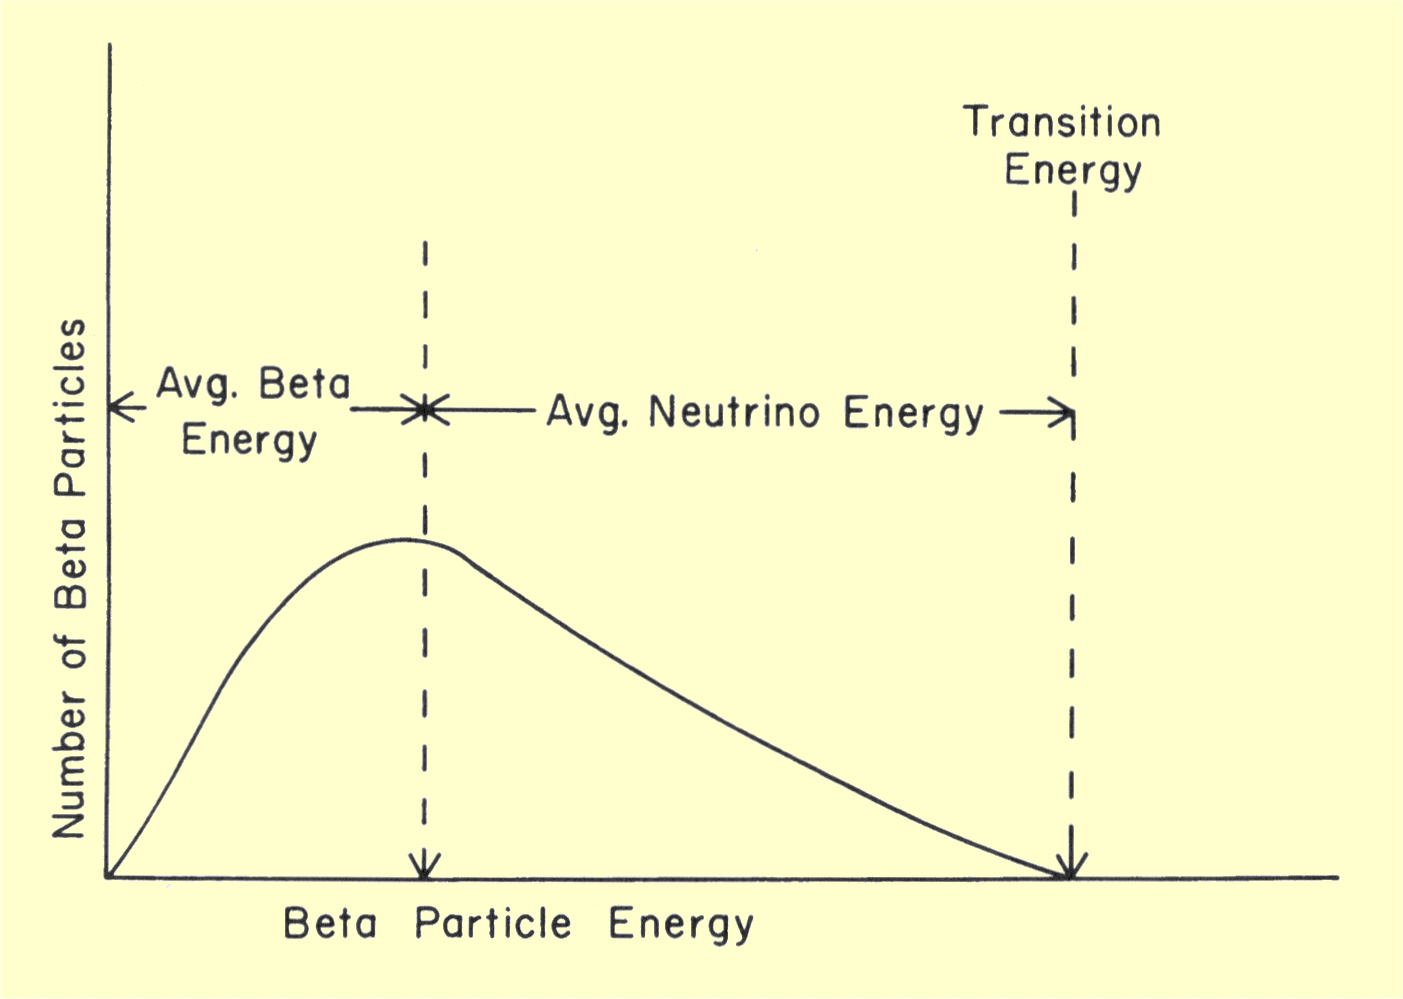 Transition
Energy
Avg. Beta
Energy
Avg. Neutrino Energy
Number of Beta Particles
Beta Particle Energy